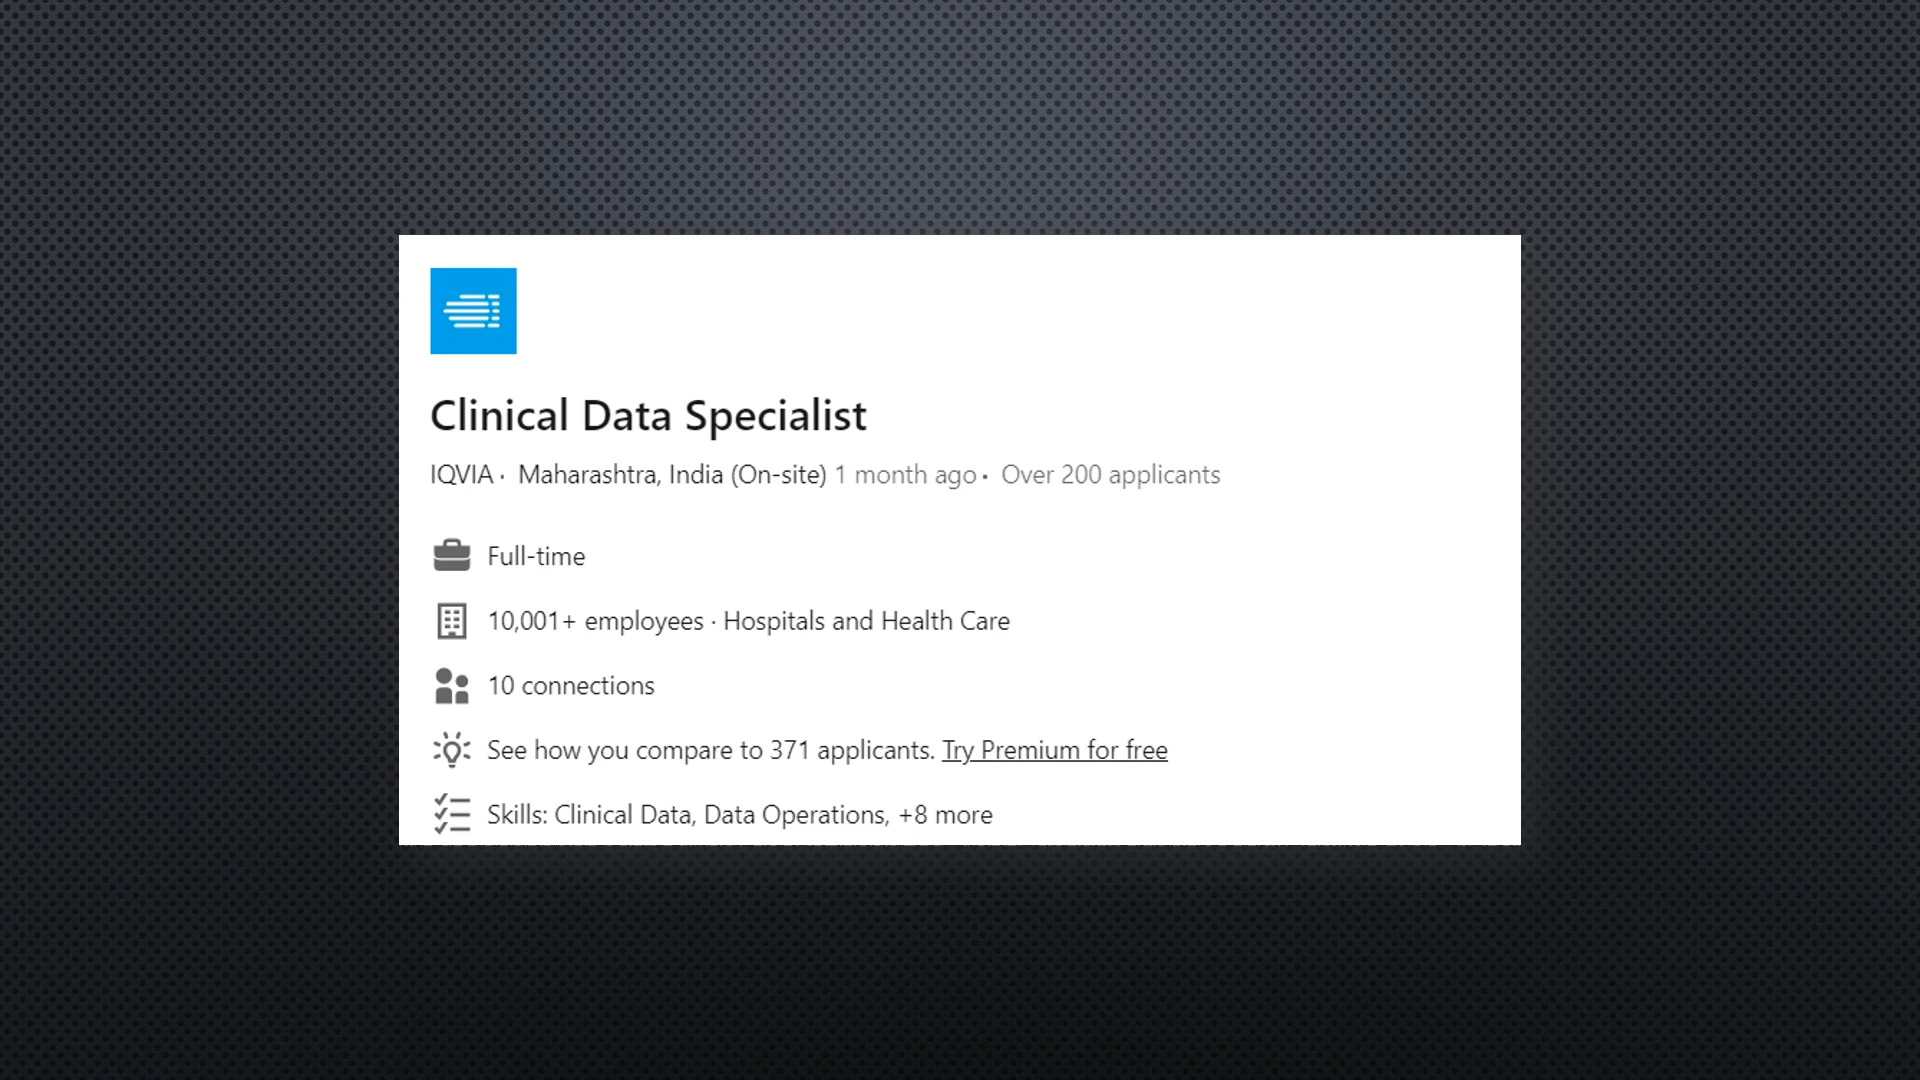 Clinical Data Specialist
IQVIA · Maharashtra, India (On-site) 1 month ago · Over 200 applicants
Full-time
10,001+ employees · Hospitals and Health Care
10 connections
See how you compare to 371 applicants. Try Premium for free
Skills: Clinical Data, Data Operations, +8 more